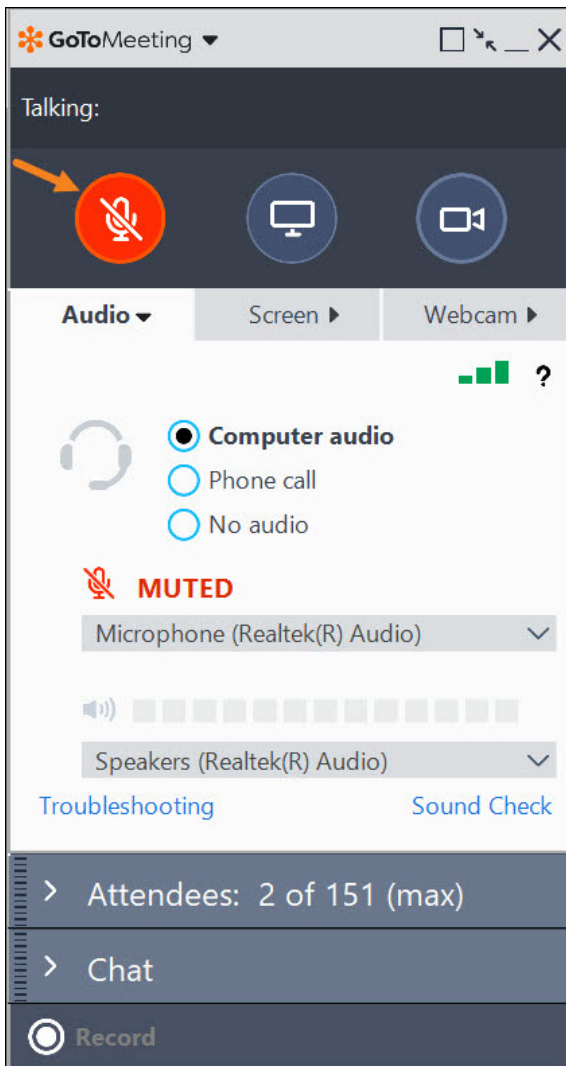 GoToMeeting
Talking:
Audio Screen Webcam
?
Computer audio
Phone call
No audio
MUTED
Microphone (Realtek(R) Audio)
Speakers (Realtek(R) Audio)
Troubleshooting Sound Check
Attendees: 2 of 151 (max)
Chat
Record